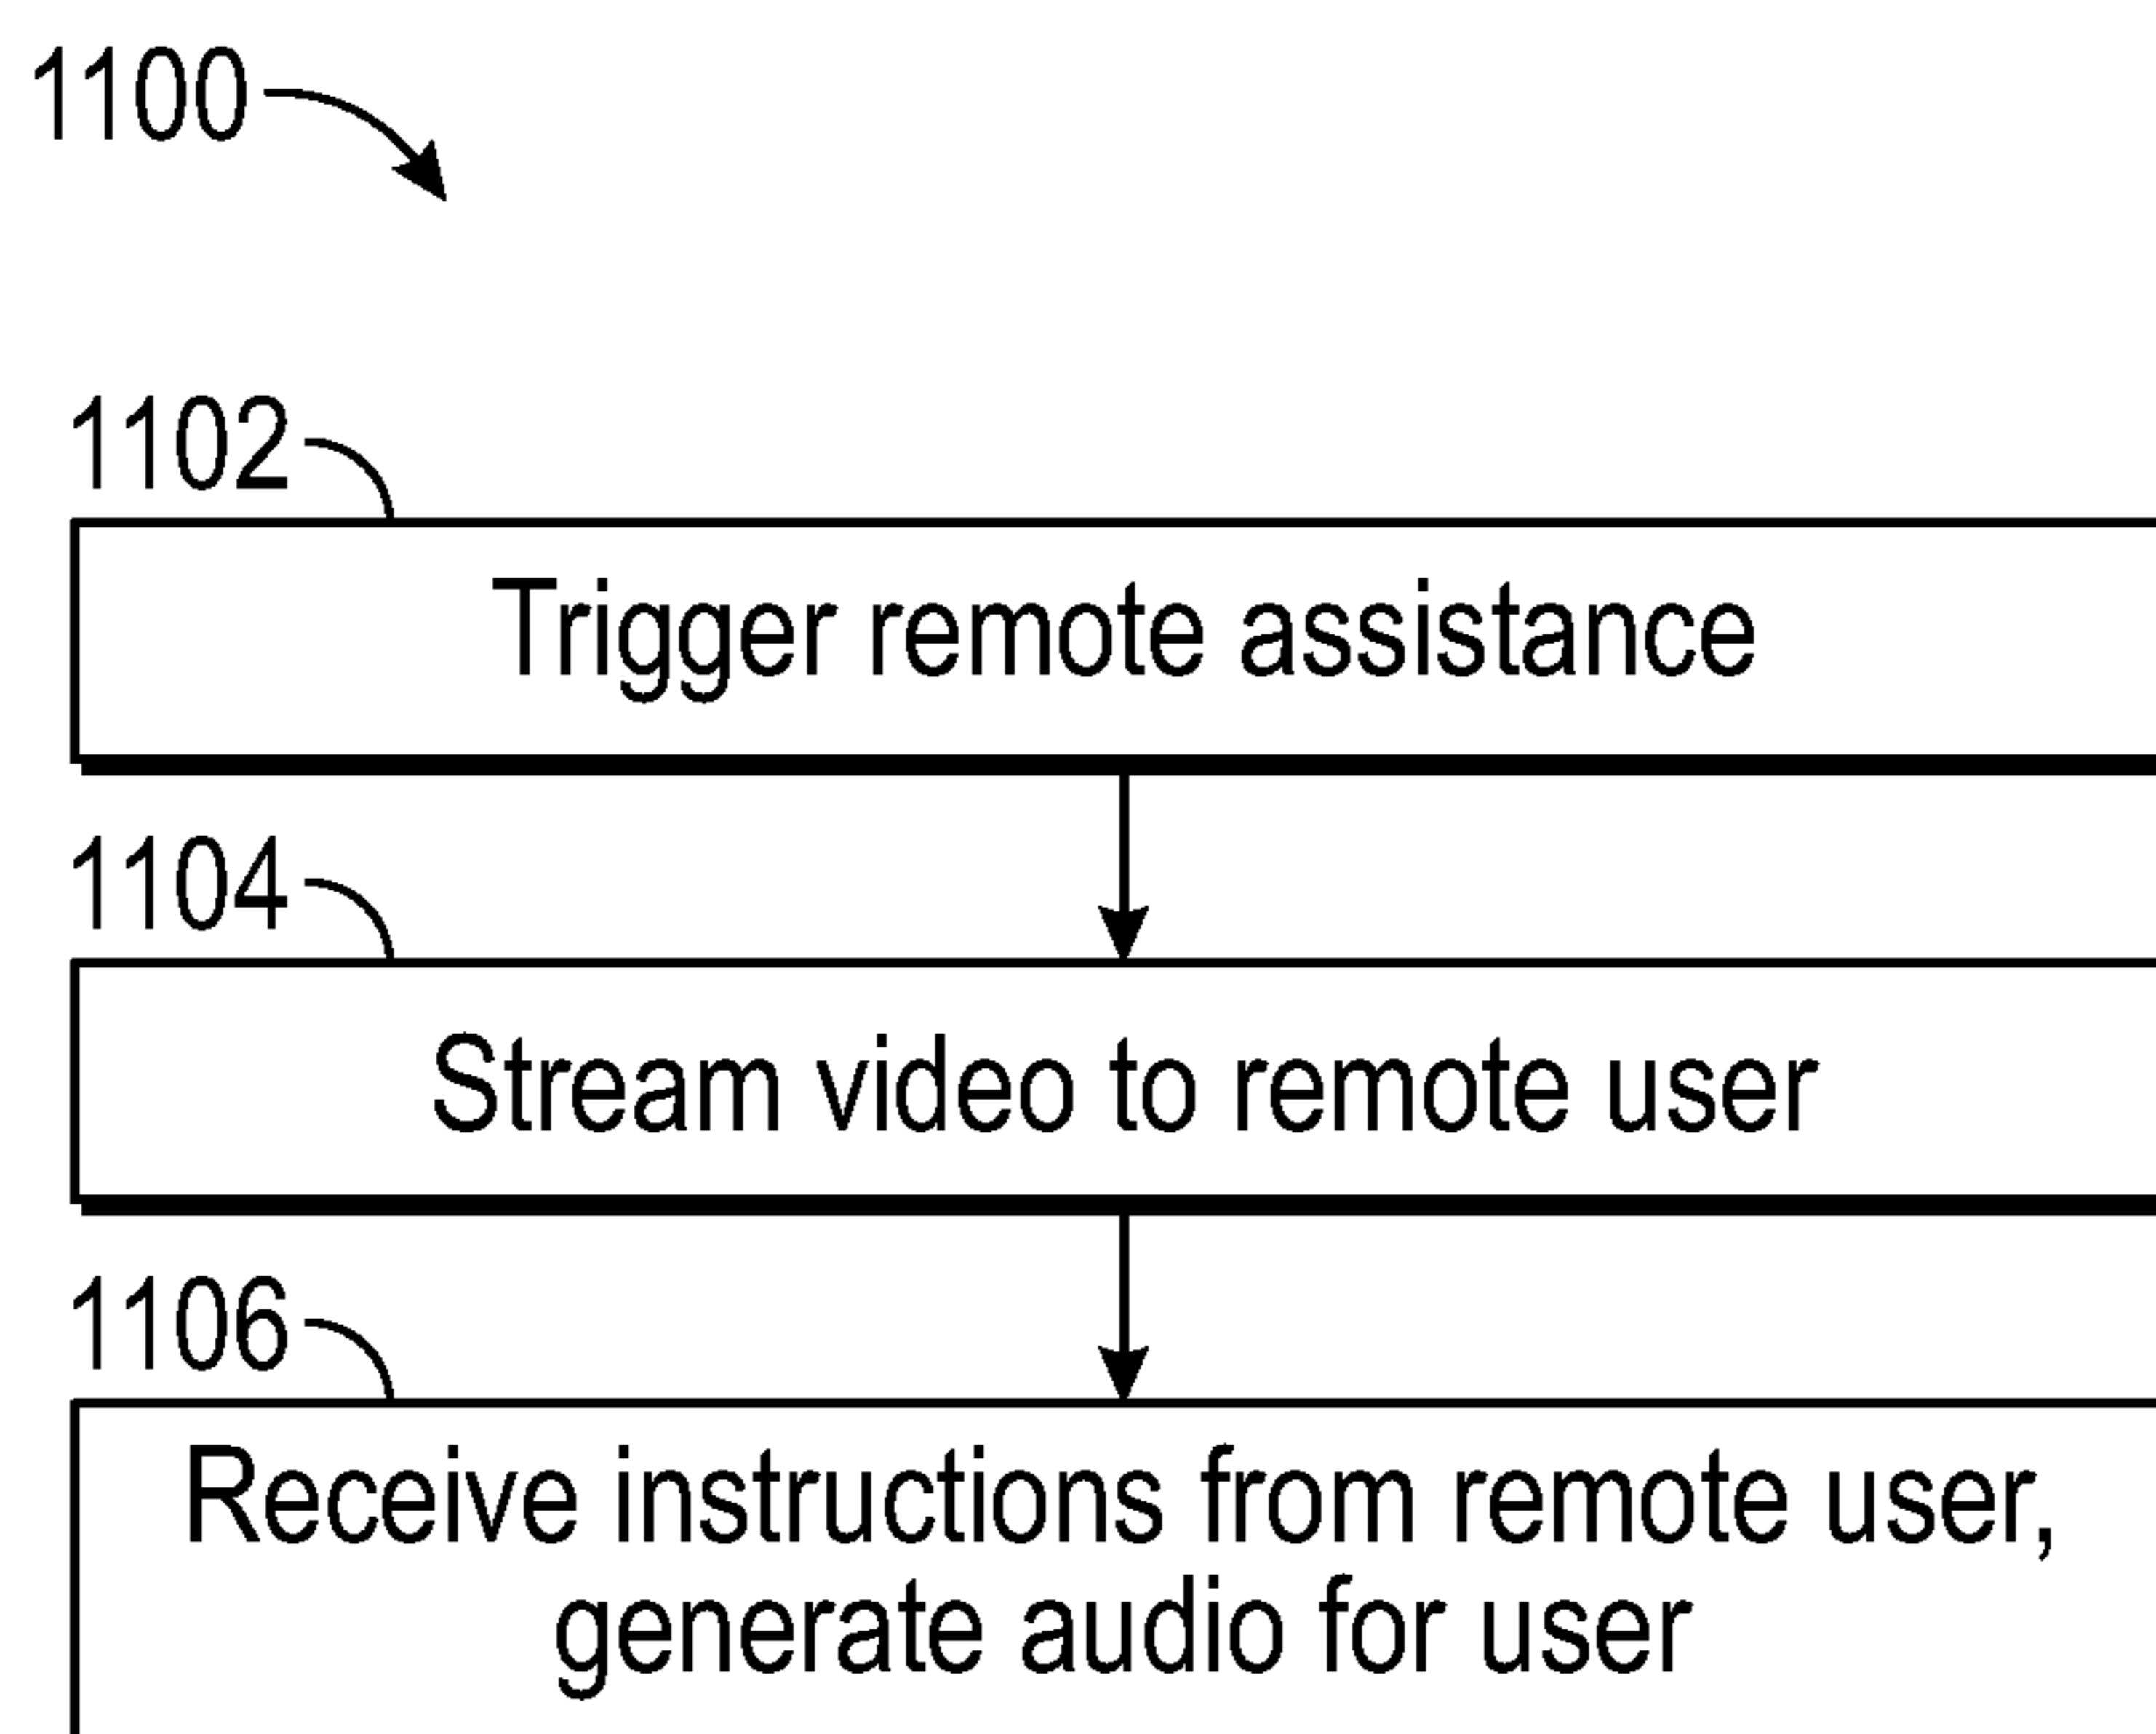 1100
1102
Trigger remote assistance
1104
Stream video to remote user
1106
Receive instructions from remote user,
generate audio for user